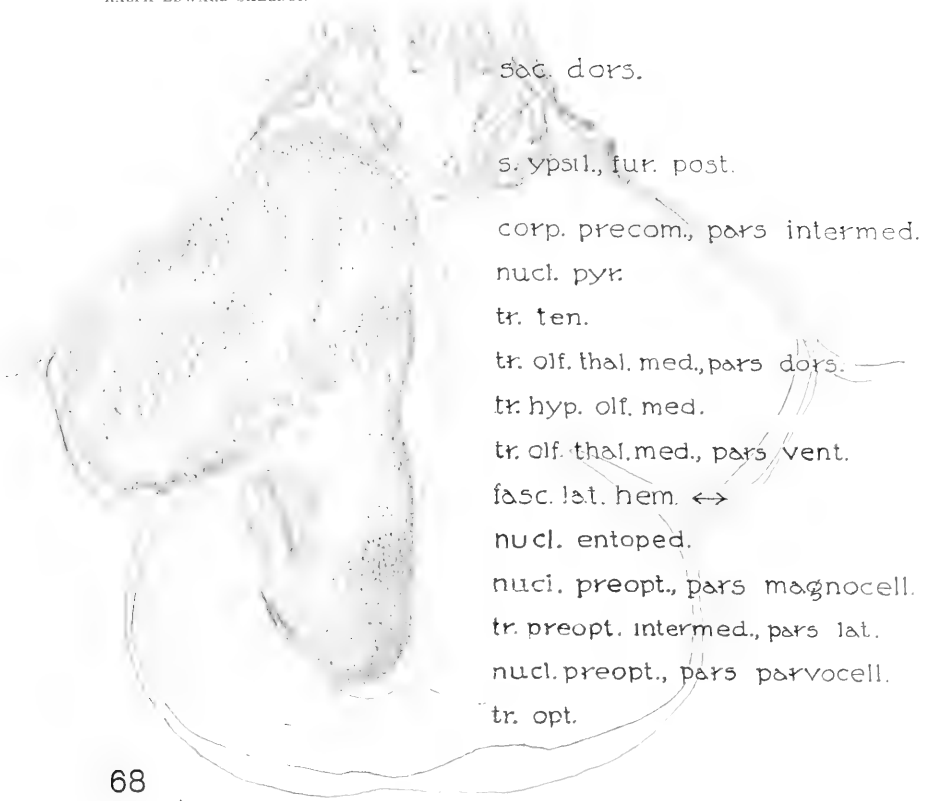 sac. dors.
s. ypsil., fur. post.
corp. precom., pars intermed.
nucl. pyr.
tr. ten.
tr. olf. thal. med., pars dors.
tr. hyp. olf. med.
tr. olf. thal. med., pars vent.
fasc. lat. hem. ↔
nucl. entoped.
nucl. preopt., pars magnocell.
tr. preopt. intermed., pars lat.
nucl. preopt., pars parvocell.
tr. opt.
68